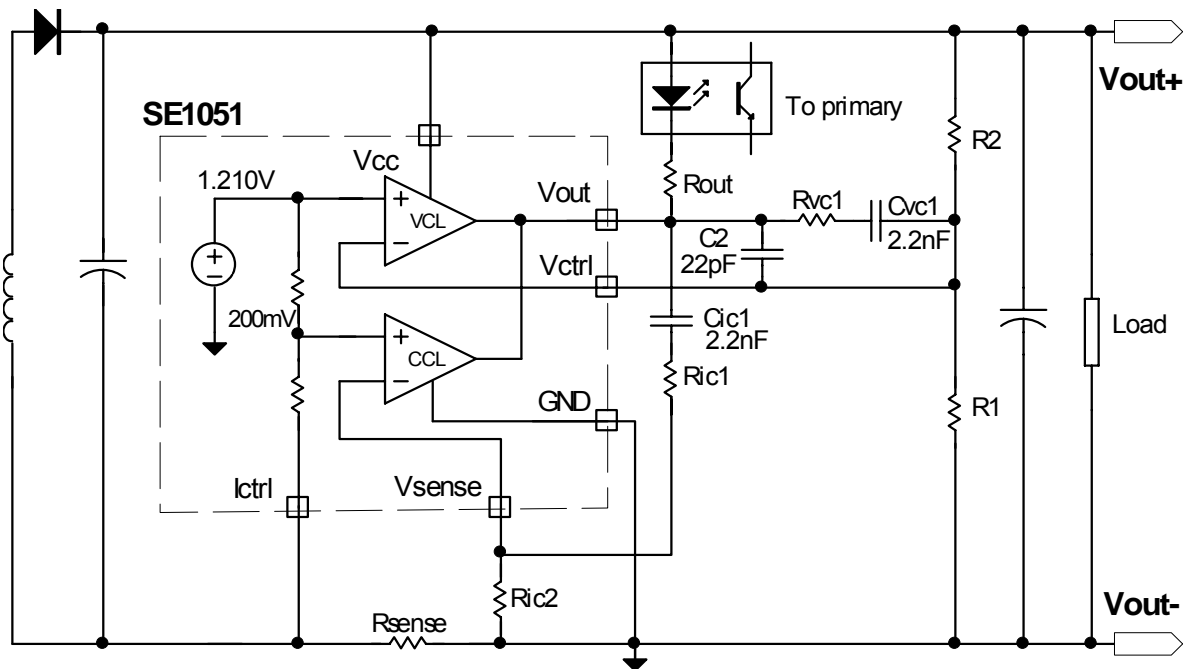 Vout+
SE1051
To primary
R2
Vcc
1.210V
Vout
Rout
Rvc1
Cvc1
2.2nF
+
VCL
−
+
−
C2
22pF
Vctrl
200mV
Cic1
2.2nF
Load
+
CCL
−
Ric1
GND
R1
Ictrl
Vsense
Ric2
Rsense
Vout-